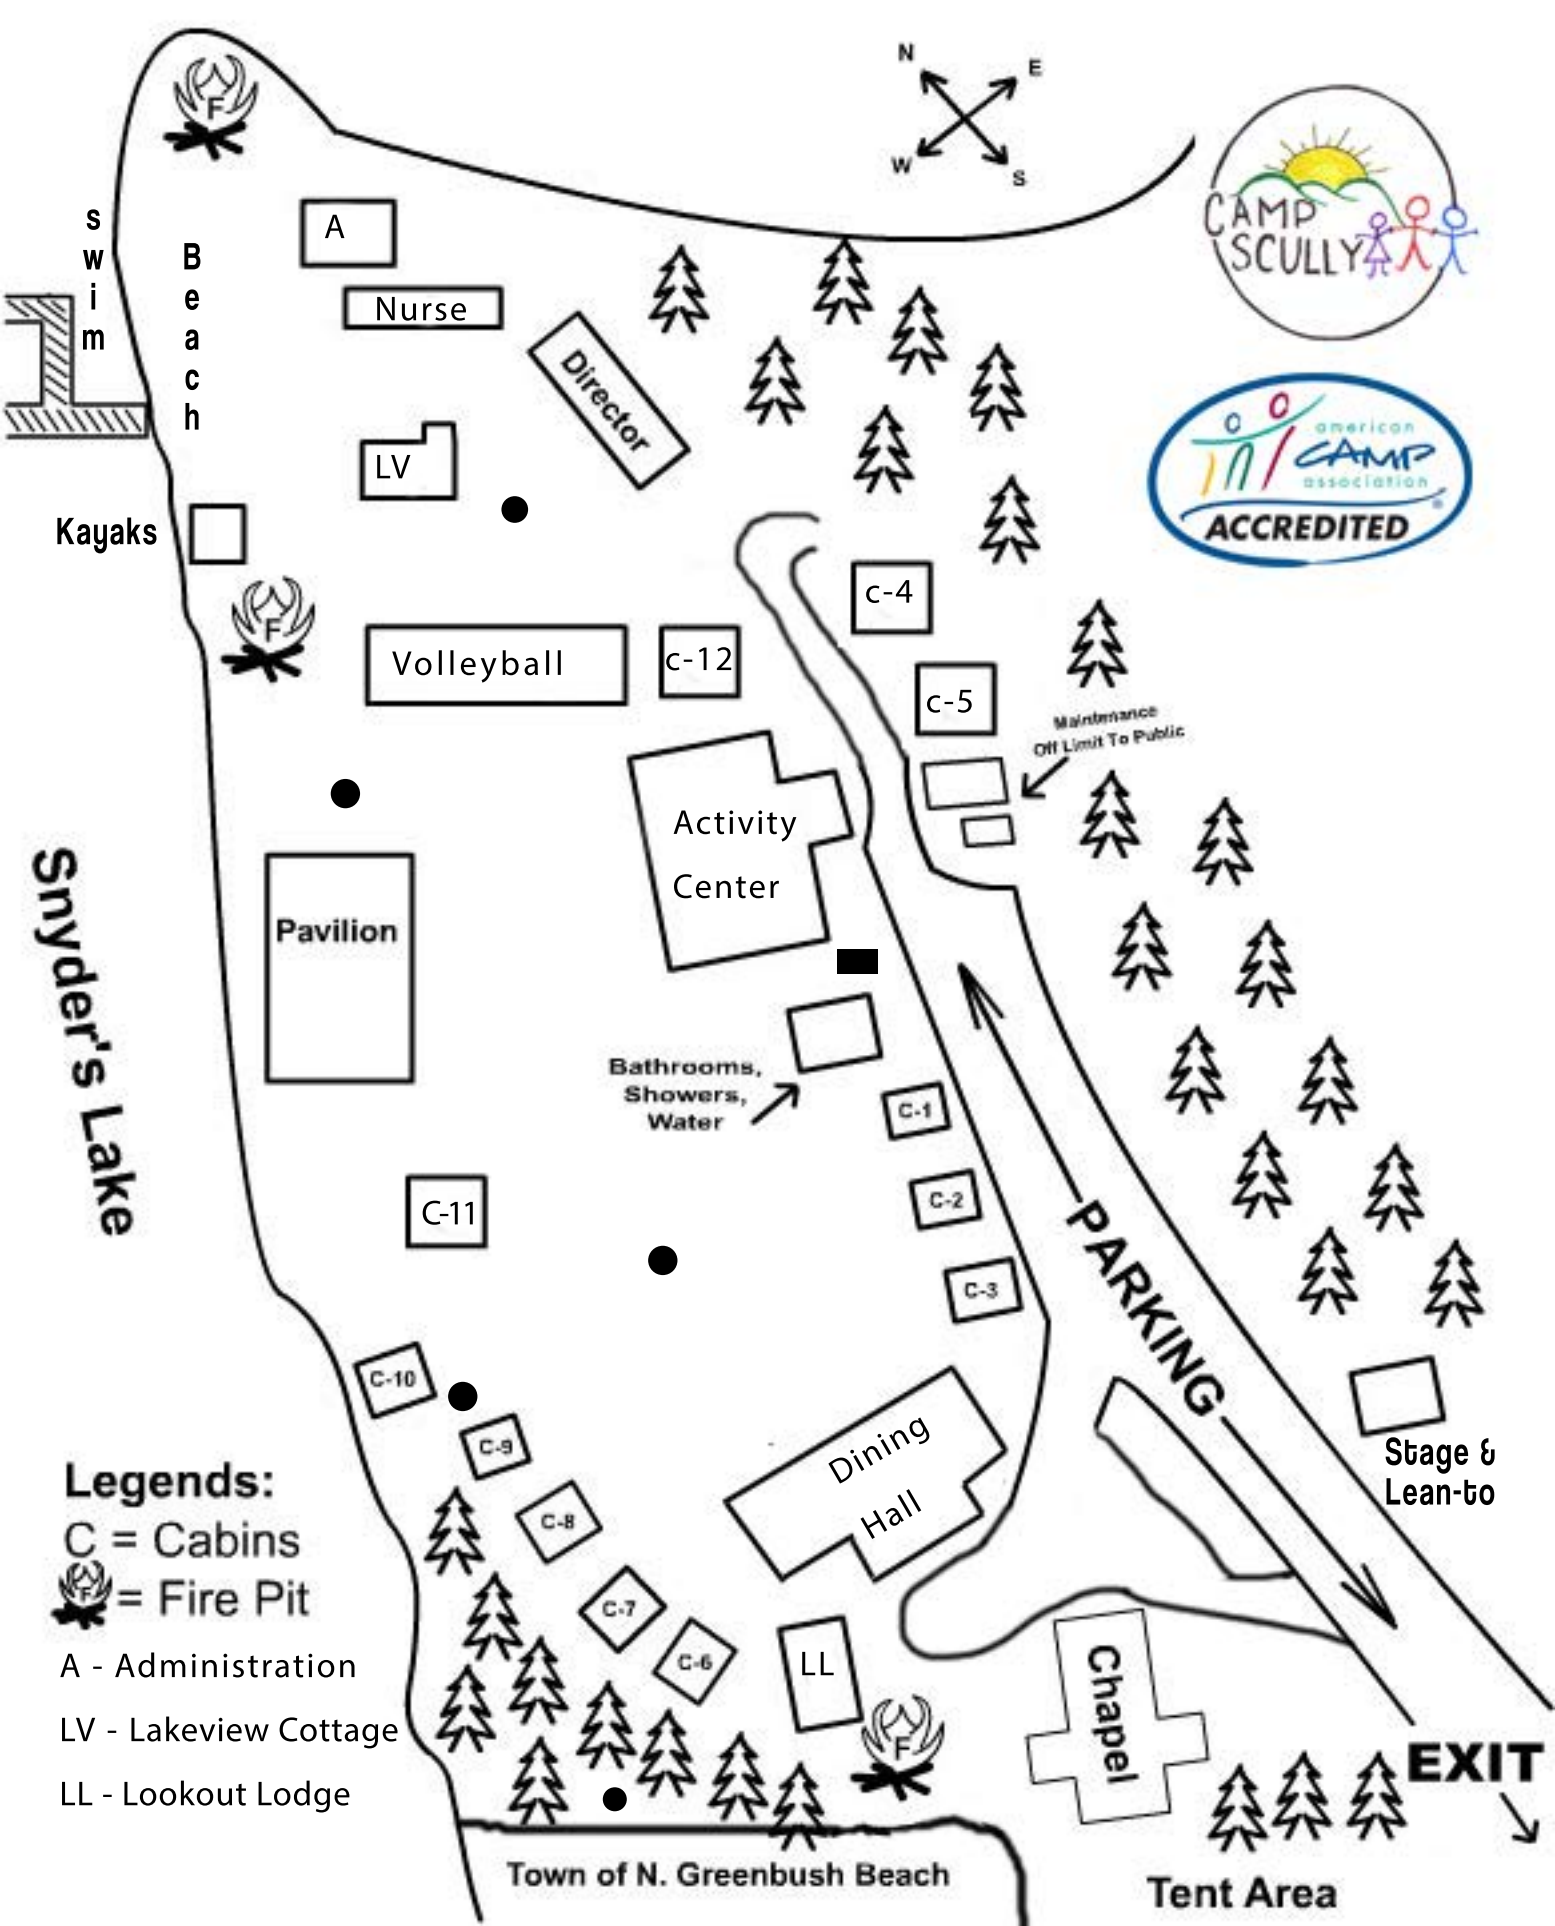 N
E
W
S
F
CAMP
SCULLY
A
swim
Beach
Nurse
Director
american
CAMP
association
®
ACCREDITED
LV
Kayaks
F
c-4
Volleyball
c-12
c-5
Maintenance
Off Limit To Public
Activity
Center
Pavilion
Snyder's Lake
Bathrooms,
Showers,
Water
C-1
C-2
C-11
C-3
PARKING
C-10
C-9
Dining
Hall
Stage &
Lean-to
C-8
C-7
C-6
LL
F
Chapel
Legends:
C = Cabins
F = Fire Pit
A - Administration
LV - Lakeview Cottage
LL - Lookout Lodge
EXIT
Town of N. Greenbush Beach
Tent Area